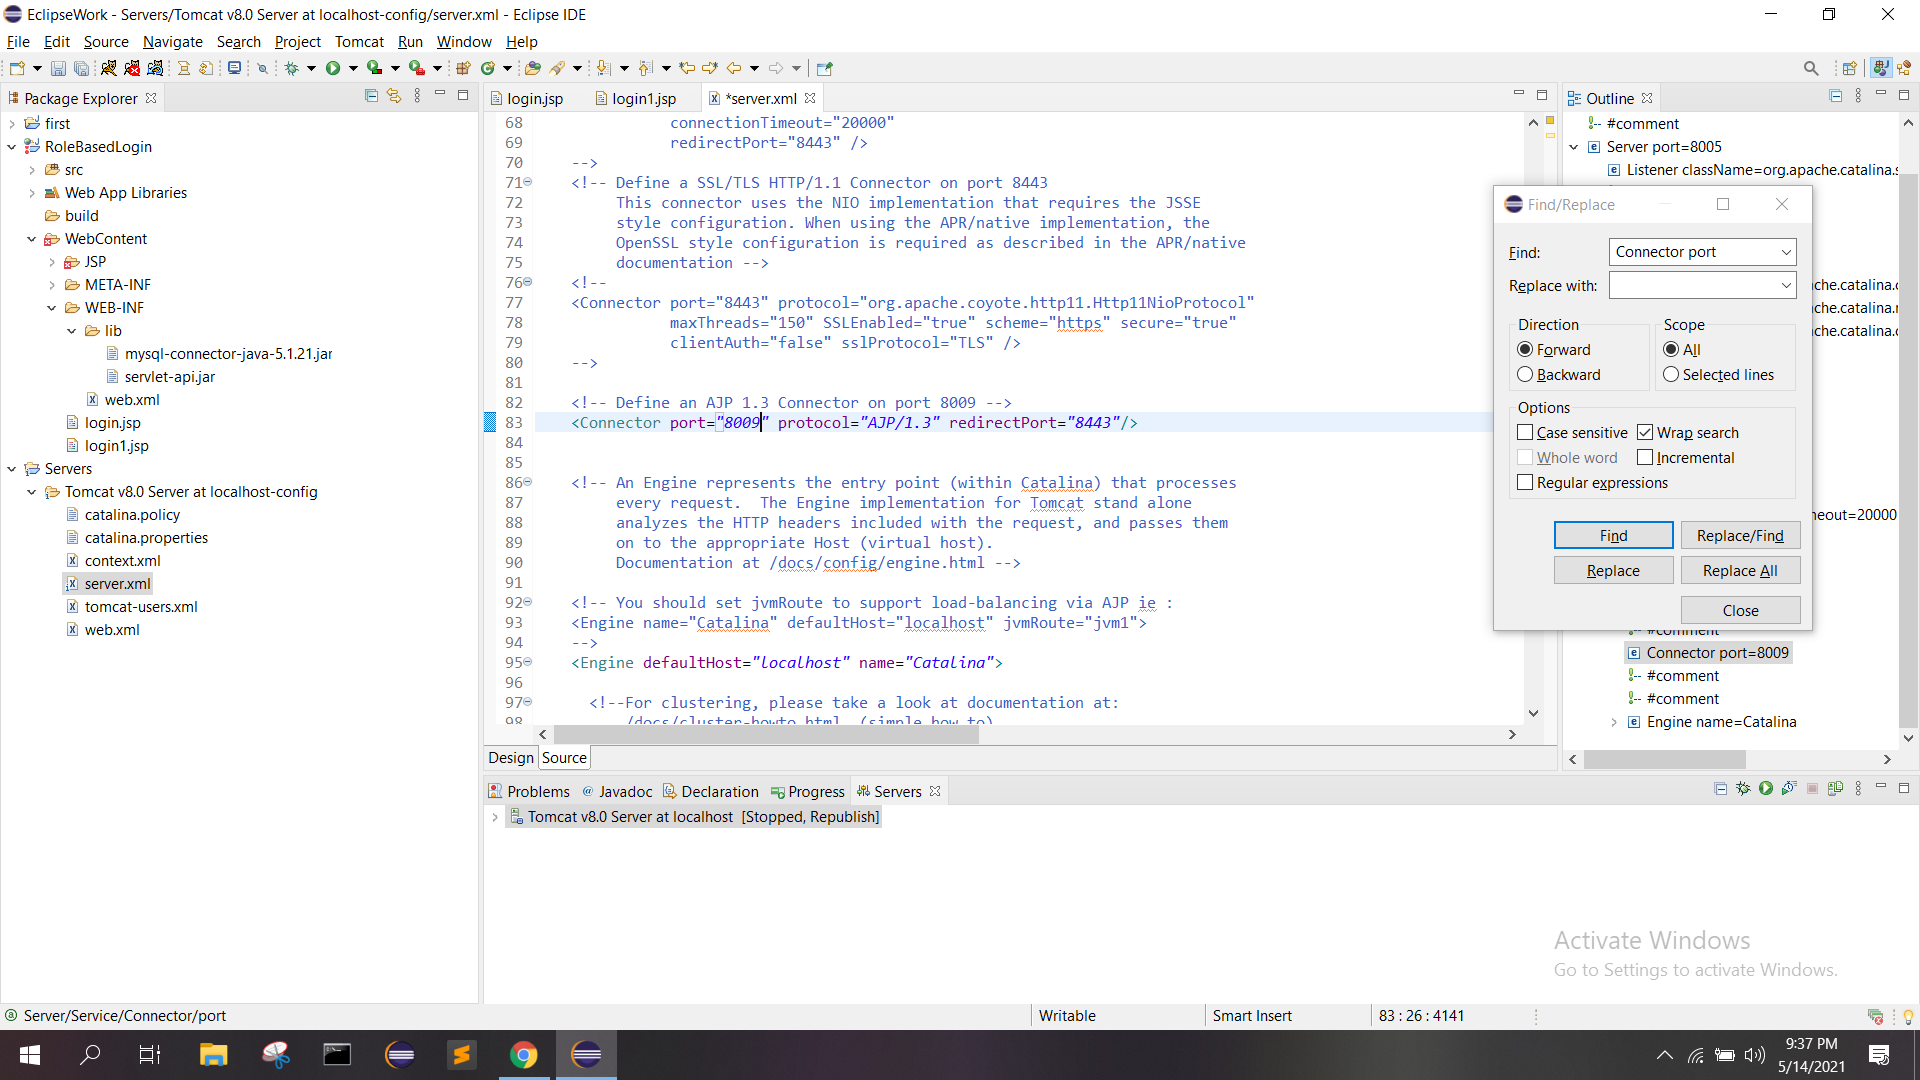 EclipseWork - Servers/Tomcat v8.0 Server at localhost-config/server.xml - Eclipse IDE
File Edit Source Navigate Search Project Tomcat Run Window Help
Package Explorer
first
RoleBasedLogin
src
Web App Libraries
build
WebContent
JSP
META-INF
WEB-INF
lib
mysql-connector-java-5.1.21.jar
servlet-api.jar
web.xml
login.jsp
login1.jsp
Servers
Tomcat v8.0 Server at localhost-config
catalina.policy
catalina.properties
context.xml
server.xml
tomcat-users.xml
web.xml
login.jsp login1.jsp *server.xml
68 connectionTimeout="20000"
69 redirectPort="8443" />
70 -->
71 <!-- Define a SSL/TLS HTTP/1.1 Connector on port 8443
72 This connector uses the NIO implementation that requires the JSSE
73 style configuration. When using the APR/native implementation, the
74 OpenSSL style configuration is required as described in the APR/native
75 documentation -->
76 <!--
77 <Connector port="8443" protocol="org.apache.coyote.http11.Http11NioProtocol"
78 maxThreads="150" SSLEnabled="true" scheme="https" secure="true"
79 clientAuth="false" sslProtocol="TLS" />
80 -->
81
82 <!-- Define an AJP 1.3 Connector on port 8009 -->
83 <Connector port="8009" protocol="AJP/1.3" redirectPort="8443"/>
84
85
86 <!-- An Engine represents the entry point (within Catalina) that processes
87 every request.  The Engine implementation for Tomcat stand alone
88 analyzes the HTTP headers included with the request, and passes them
89 on to the appropriate Host (virtual host).
90 Documentation at /docs/config/engine.html -->
91
92 <!-- You should set jvmRoute to support load-balancing via AJP ie :
93 <Engine name="Catalina" defaultHost="localhost" jvmRoute="jvm1">
94 -->
95 <Engine defaultHost="localhost" name="Catalina">
96
97 <!--For clustering, please take a look at documentation at:
98 /docs/cluster-howto.html  (simple how to)
Design Source
Outline
#comment
Server port=8005
Listener className=org.apache.catalina.s
ache.catalina.c
ache.catalina.r
ache.catalina.c
eout=20000
#comment
Connector port=8009
#comment
#comment
Engine name=Catalina
Find/Replace
Find: Connector port
Replace with:
Direction Scope
Forward All
Backward Selected lines
Options
Case sensitive Wrap search
Whole word Incremental
Regular expressions
Find Replace/Find
Replace Replace All
Close
Problems @ Javadoc Declaration Progress Servers
Tomcat v8.0 Server at localhost [Stopped, Republish]
Activate Windows
Go to Settings to activate Windows.
Server/Service/Connector/port Writable Smart Insert 83 : 26 : 4141
9:37 PM
5/14/2021